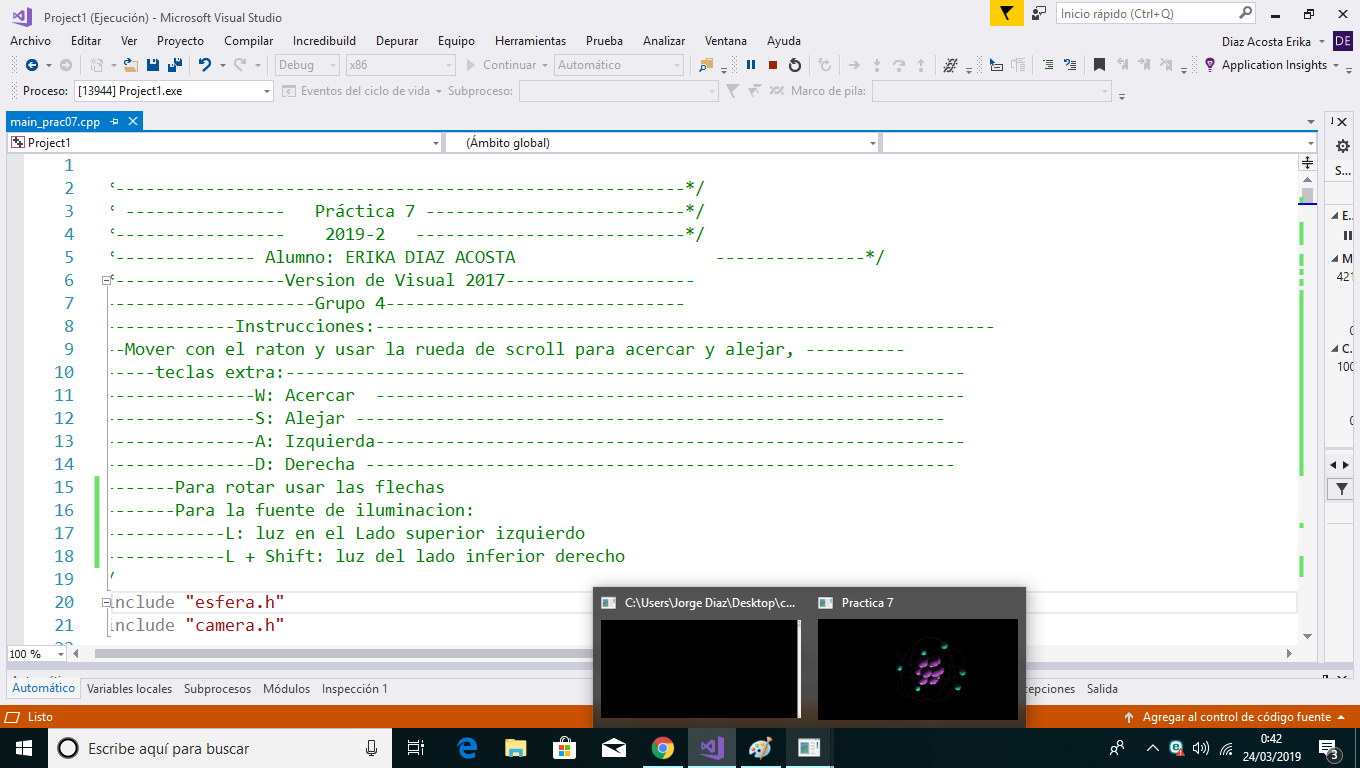 Project1 (Ejecución) - Microsoft Visual Studio
Inicio rápido (Ctrl+Q)
Archivo Editar Ver Proyecto Compilar Incredibuild Depurar Equipo Herramientas Prueba Analizar Ventana Ayuda
Diaz Acosta Erika DE
Debug x86 Continuar Automático Application Insights
Proceso: [13944] Project1.exe Eventos del ciclo de vida Subproceso: Marco de pila:
main_prac07.cpp
Project1 (Ámbito global)
1
2 *---------------------------------------------------------*/
3 * ---------------- Práctica 7 --------------------------*/
4 *----------------- 2019-2 ---------------------------*/
5 *-------------- Alumno: ERIKA DIAZ ACOSTA ---------------*/
6 *-----------------Version de Visual 2017-------------------
7 ---------------------Grupo 4------------------------------
8 -------------Instrucciones:--------------------------------------------------------------
9 --Mover con el raton y usar la rueda de scroll para acercar y alejar, ----------
10 -----teclas extra:--------------------------------------------------------------------
11 ---------------W: Acercar -----------------------------------------------------------
12 ---------------S: Alejar -----------------------------------------------------------
13 ---------------A: Izquierda-----------------------------------------------------------
14 ---------------D: Derecha -----------------------------------------------------------
15 -------Para rotar usar las flechas
16 -------Para la fuente de iluminacion:
17 ------------L: luz en el Lado superior izquierdo
18 ------------L + Shift: luz del lado inferior derecho
19 /
20 include "esfera.h"
21 include "camera.h"
S...
E..
M
421
0
C.
100
0
C:\Users\Jorge Diaz\Desktop\c... Practica 7
100 %
Automático Variables locales Subprocesos Módulos Inspección 1 cepciones Salida
Listo Agregar al control de código fuente
Escribe aquí para buscar
0:42
24/03/2019
3